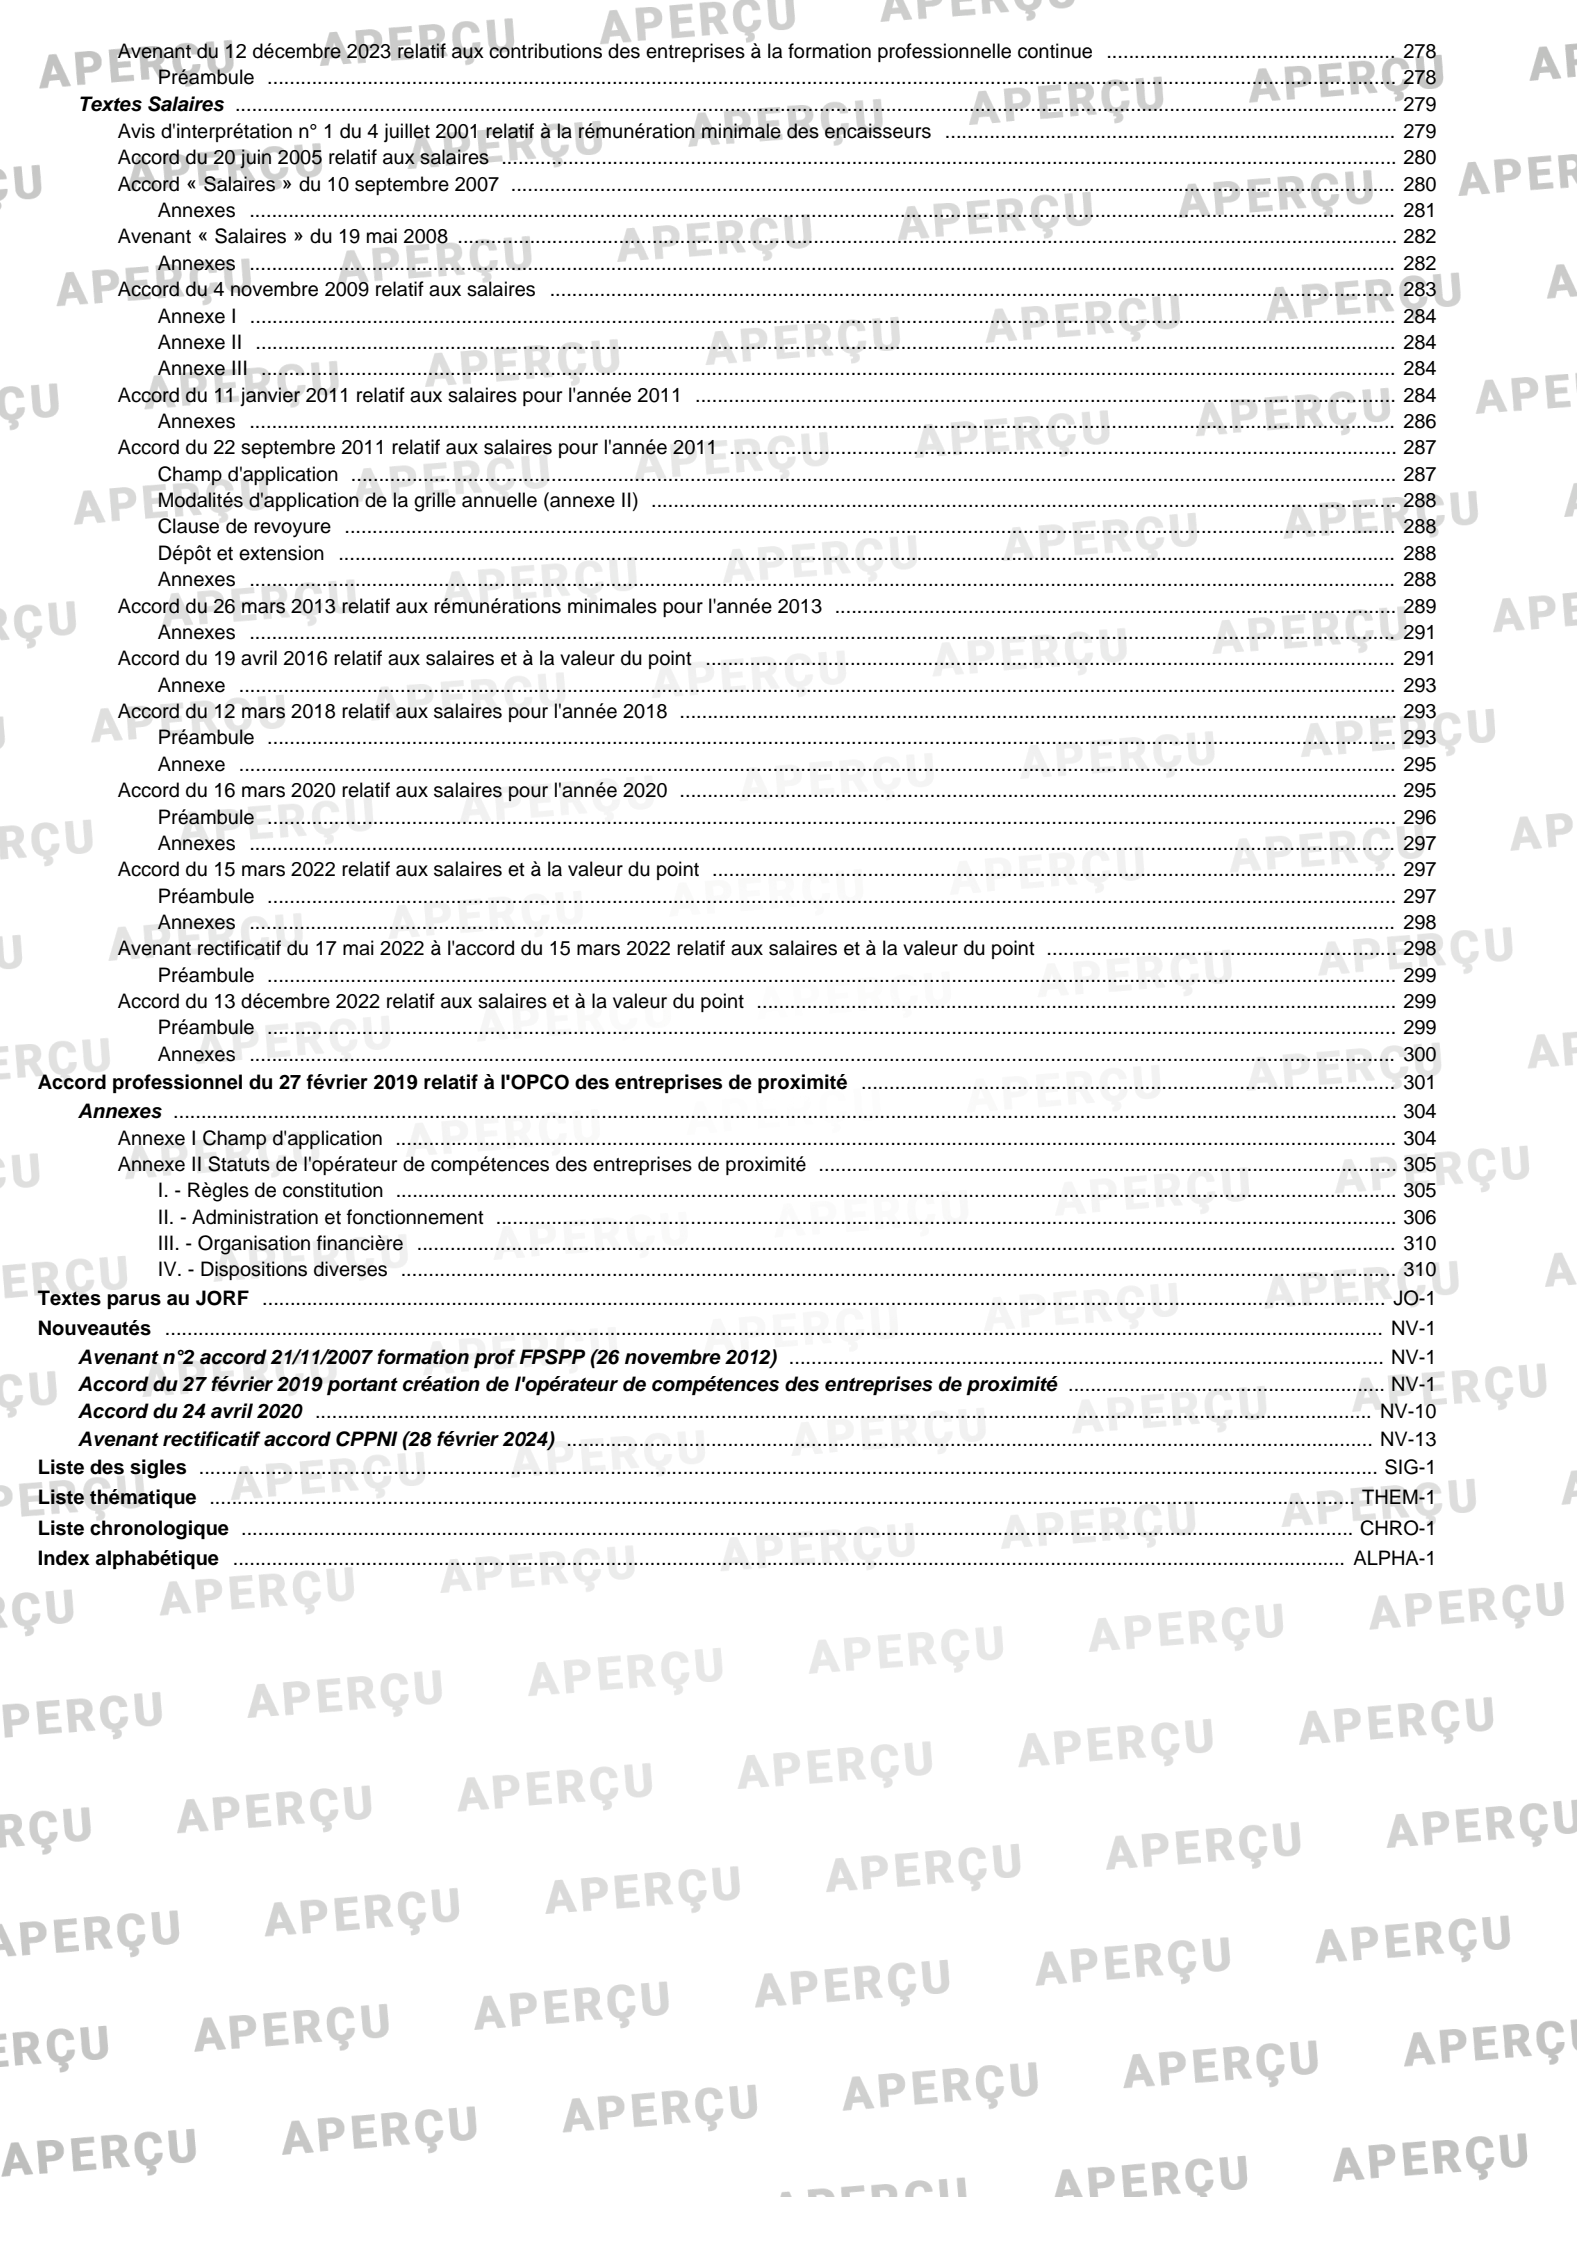 Avenant du 12 décembre 2023 relatif aux contributions des entreprises à la formation professionnelle continue 278
Préambule 278
Textes Salaires 279
Avis d'interprétation n° 1 du 4 juillet 2001 relatif à la rémunération minimale des encaisseurs 279
Accord du 20 juin 2005 relatif aux salaires 280
Accord « Salaires » du 10 septembre 2007 280
Annexes 281
Avenant « Salaires » du 19 mai 2008 282
Annexes 282
Accord du 4 novembre 2009 relatif aux salaires 283
Annexe I 284
Annexe II 284
Annexe III 284
Accord du 11 janvier 2011 relatif aux salaires pour l'année 2011 284
Annexes 286
Accord du 22 septembre 2011 relatif aux salaires pour l'année 2011 287
Champ d'application 287
Modalités d'application de la grille annuelle (annexe II) 288
Clause de revoyure 288
Dépôt et extension 288
Annexes 288
Accord du 26 mars 2013 relatif aux rémunérations minimales pour l'année 2013 289
Annexes 291
Accord du 19 avril 2016 relatif aux salaires et à la valeur du point 291
Annexe 293
Accord du 12 mars 2018 relatif aux salaires pour l'année 2018 293
Préambule 293
Annexe 295
Accord du 16 mars 2020 relatif aux salaires pour l'année 2020 295
Préambule 296
Annexes 297
Accord du 15 mars 2022 relatif aux salaires et à la valeur du point 297
Préambule 297
Annexes 298
Avenant rectificatif du 17 mai 2022 à l'accord du 15 mars 2022 relatif aux salaires et à la valeur du point 298
Préambule 299
Accord du 13 décembre 2022 relatif aux salaires et à la valeur du point 299
Préambule 299
Annexes 300
Accord professionnel du 27 février 2019 relatif à l'OPCO des entreprises de proximité 301
Annexes 304
Annexe I Champ d'application 304
Annexe II Statuts de l'opérateur de compétences des entreprises de proximité 305
I. - Règles de constitution 305
II. - Administration et fonctionnement 306
III. - Organisation financière 310
IV. - Dispositions diverses 310
Textes parus au JORF JO-1
Nouveautés NV-1
Avenant n°2 accord 21/11/2007 formation prof FPSPP (26 novembre 2012) NV-1
Accord du 27 février 2019 portant création de l'opérateur de compétences des entreprises de proximité NV-1
Accord du 24 avril 2020 NV-10
Avenant rectificatif accord CPPNI (28 février 2024) NV-13
Liste des sigles SIG-1
Liste thématique THEM-1
Liste chronologique CHRO-1
Index alphabétique ALPHA-1
APERÇU